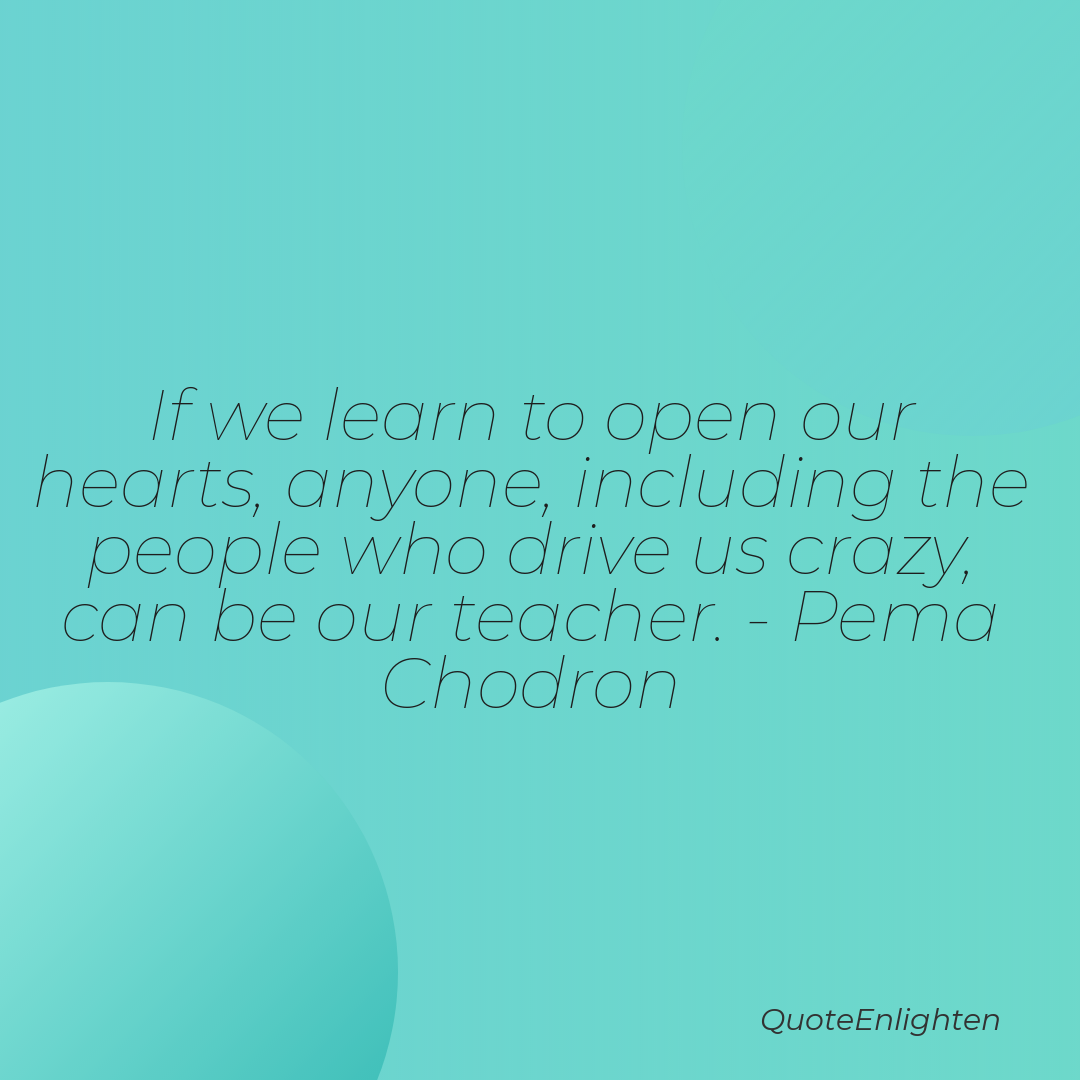 If we learn to open our
hearts, anyone, including the
people who drive us crazy,
can be our teacher. - Pema
Chodron
QuoteEnlighten